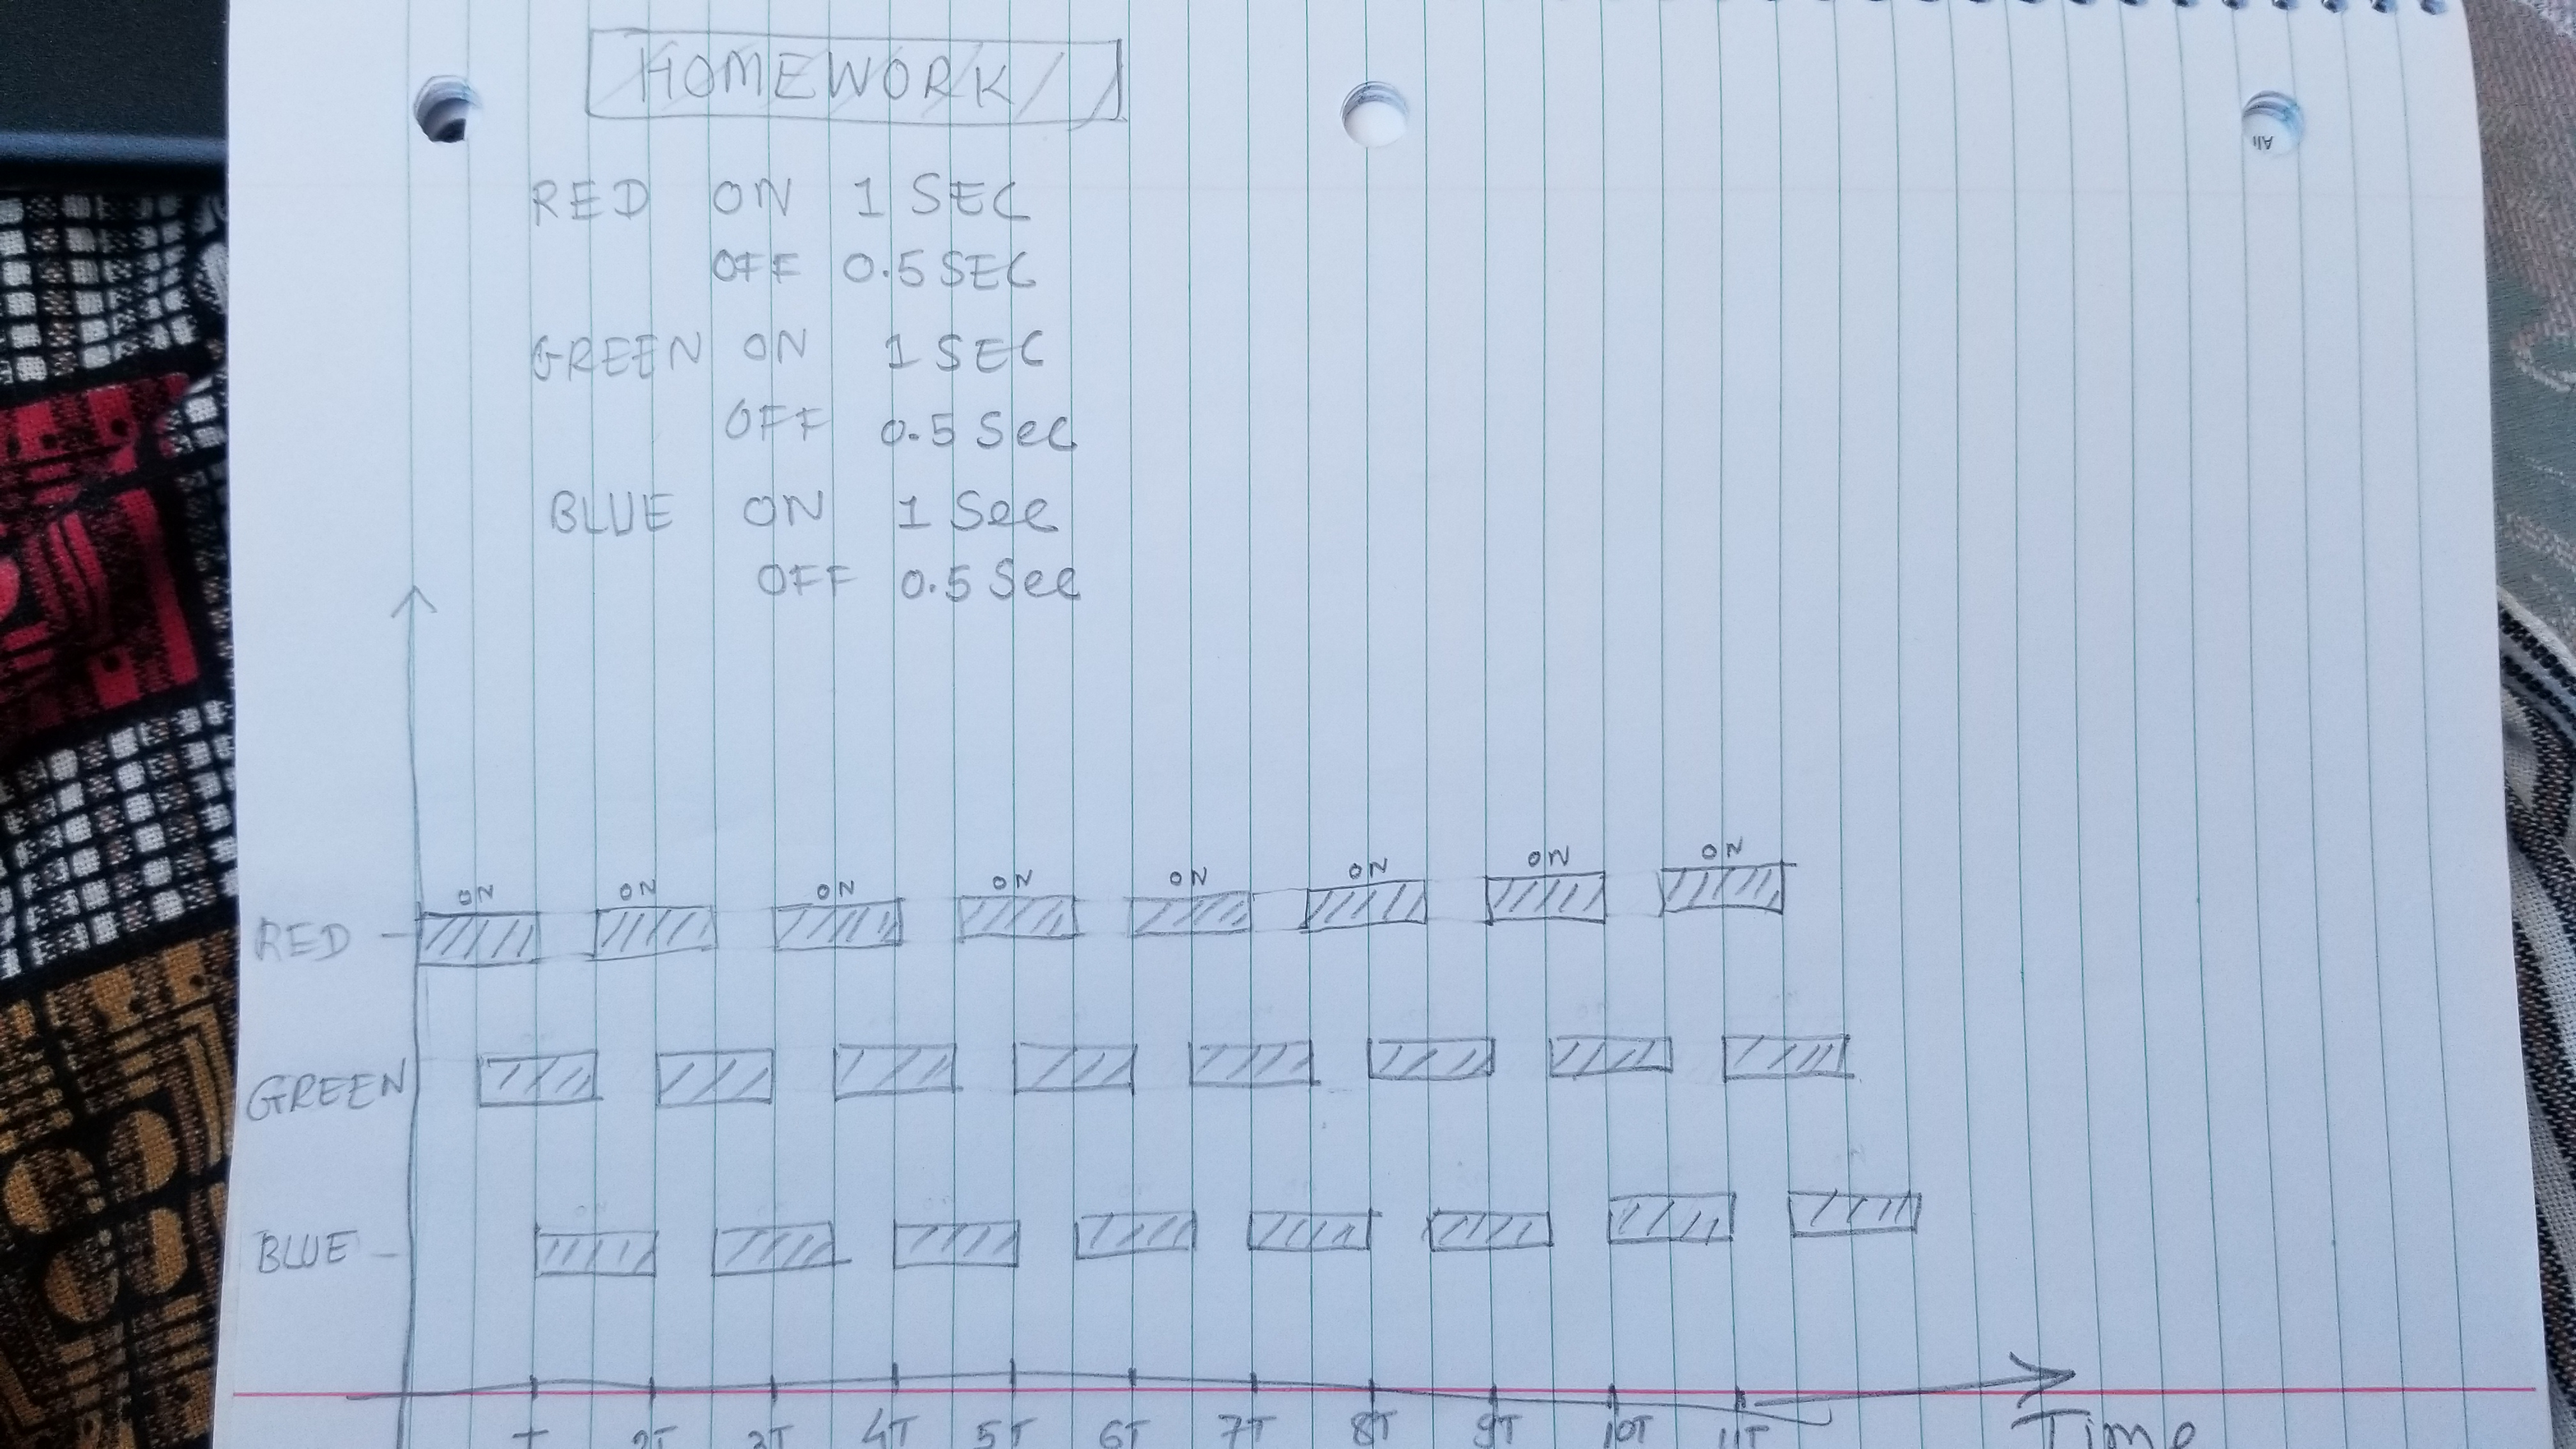 HOMEWORK/
RED ON 1 SEC
OFF 0.5 SEC
GREEN ON 1 SEC
OFF 0.5 Sec
BLUE ON 1 Sec
OFF 0.5 Sec
ON ON ON ON ON ON ON ON
RED
GREEN
BLUE
T 2T 3T 4T 5T 6T 7T 8T 9T 10T 11T
Time
Ali